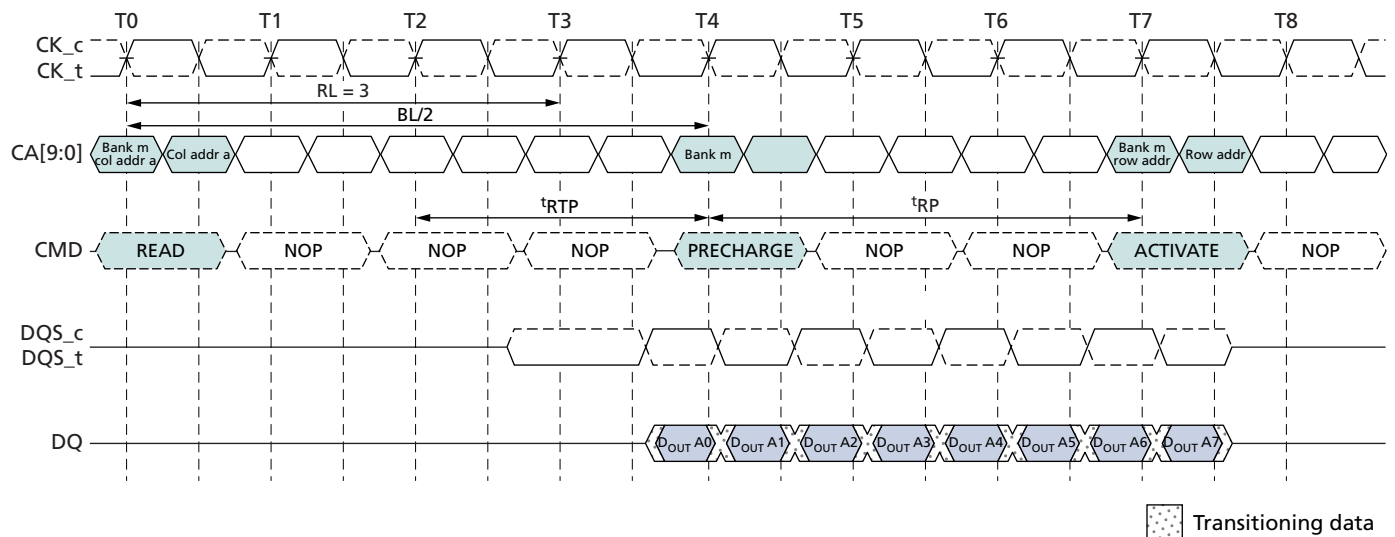 T0 T1 T2 T3 T4 T5 T6 T7 T8
CK_c
CK_t
RL = 3
BL/2
CA[9:0]
Bank m
col addr a
Col addr a
Bank m
Bank m
row addr
Row addr
tRTP
tRP
CMD
READ NOP NOP NOP PRECHARGE NOP NOP ACTIVATE NOP
DQS_c
DQS_t
DQ
DOUT A0 DOUT A1 DOUT A2 DOUT A3 DOUT A4 DOUT A5 DOUT A6 DOUT A7
Transitioning data